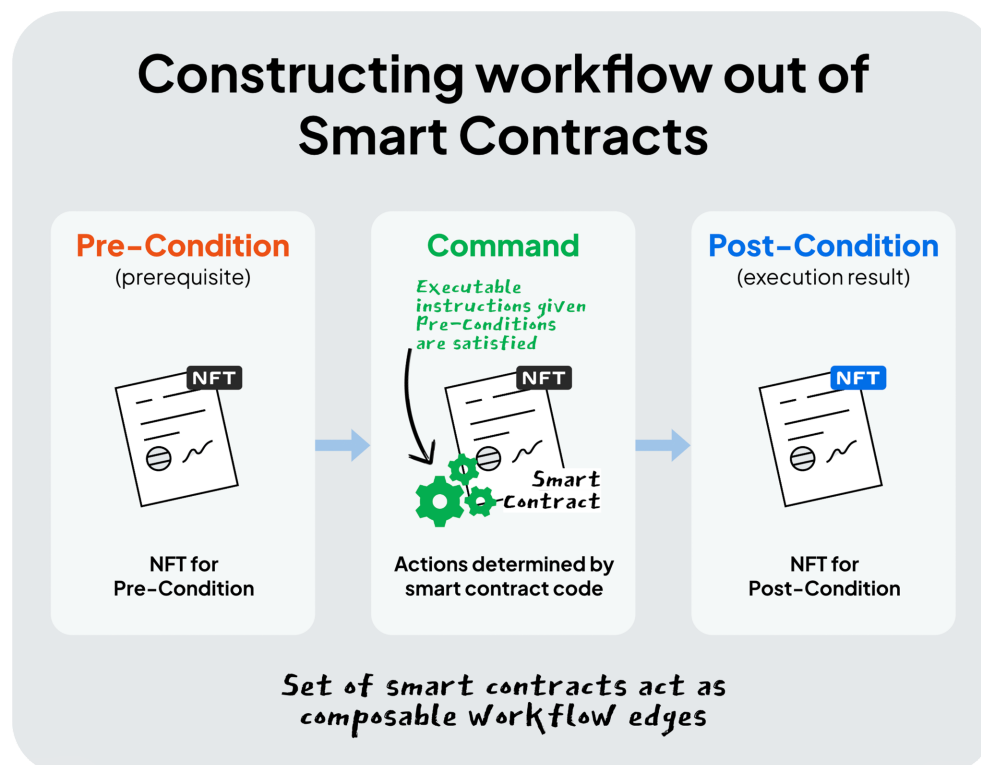 Constructing workflow out of
Smart Contracts
Pre-Condition
(prerequisite)
NFT
NFT for
Pre-Condition
Command
Executable
instructions given
Pre-Conditions
are satisfied
NFT
Smart
Contract
Actions determined by
smart contract code
Post-Condition
(execution result)
NFT
NFT for
Post-Condition
Set of smart contracts act as
composable workflow edges